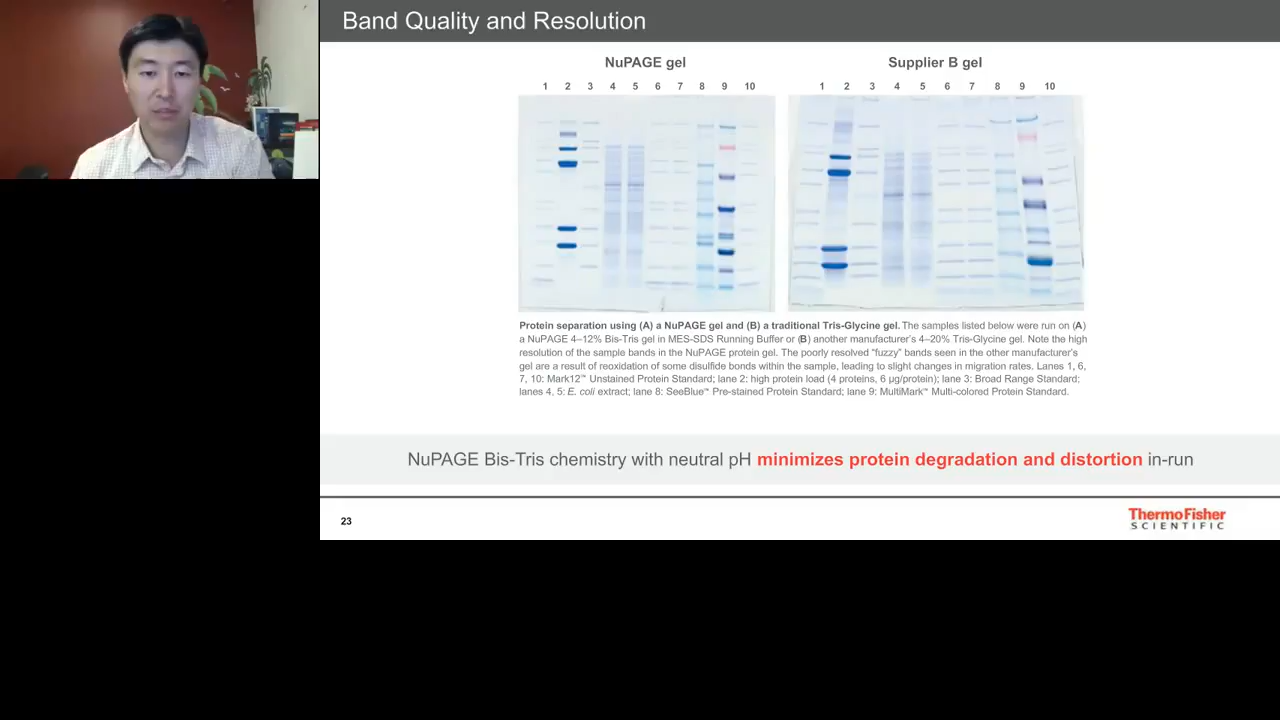 Band Quality and Resolution
NuPAGE gel
Supplier B gel
1 2 3 4 5 6 7 8 9 10
1 2 3 4 5 6 7 8 9 10
Protein separation using (A) a NuPAGE gel and (B) a traditional Tris-Glycine gel. The samples listed below were run on (A)
a NuPAGE 4–12% Bis-Tris gel in MES-SDS Running Buffer or (B) another manufacturer's 4–20% Tris-Glycine gel. Note the high
resolution of the sample bands in the NuPAGE protein gel. The poorly resolved "fuzzy" bands seen in the other manufacturer's
gel are a result of reoxidation of some disulfide bonds within the sample, leading to slight changes in migration rates. Lanes 1, 6,
7, 10: Mark12™ Unstained Protein Standard; lane 2: high protein load (4 proteins, 6 µg/protein); lane 3: Broad Range Standard;
lanes 4. 5: E. coli extract; lane 8: SeeBlue™ Pre-stained Protein Standard; lane 9: MultiMark™ Multi-colored Protein Standard.
NuPAGE Bis-Tris chemistry with neutral pH minimizes protein degradation and distortion in-run
23
ThermoFisher
SCIENTIFIC